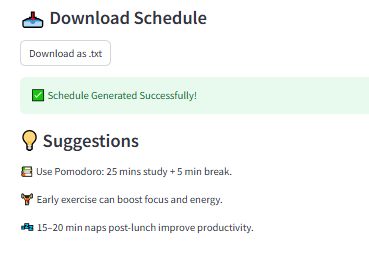 Download Schedule
Download as .txt
Schedule Generated Successfully!
Suggestions
Use Pomodoro: 25 mins study + 5 min break.
Early exercise can boost focus and energy.
15–20 min naps post-lunch improve productivity.